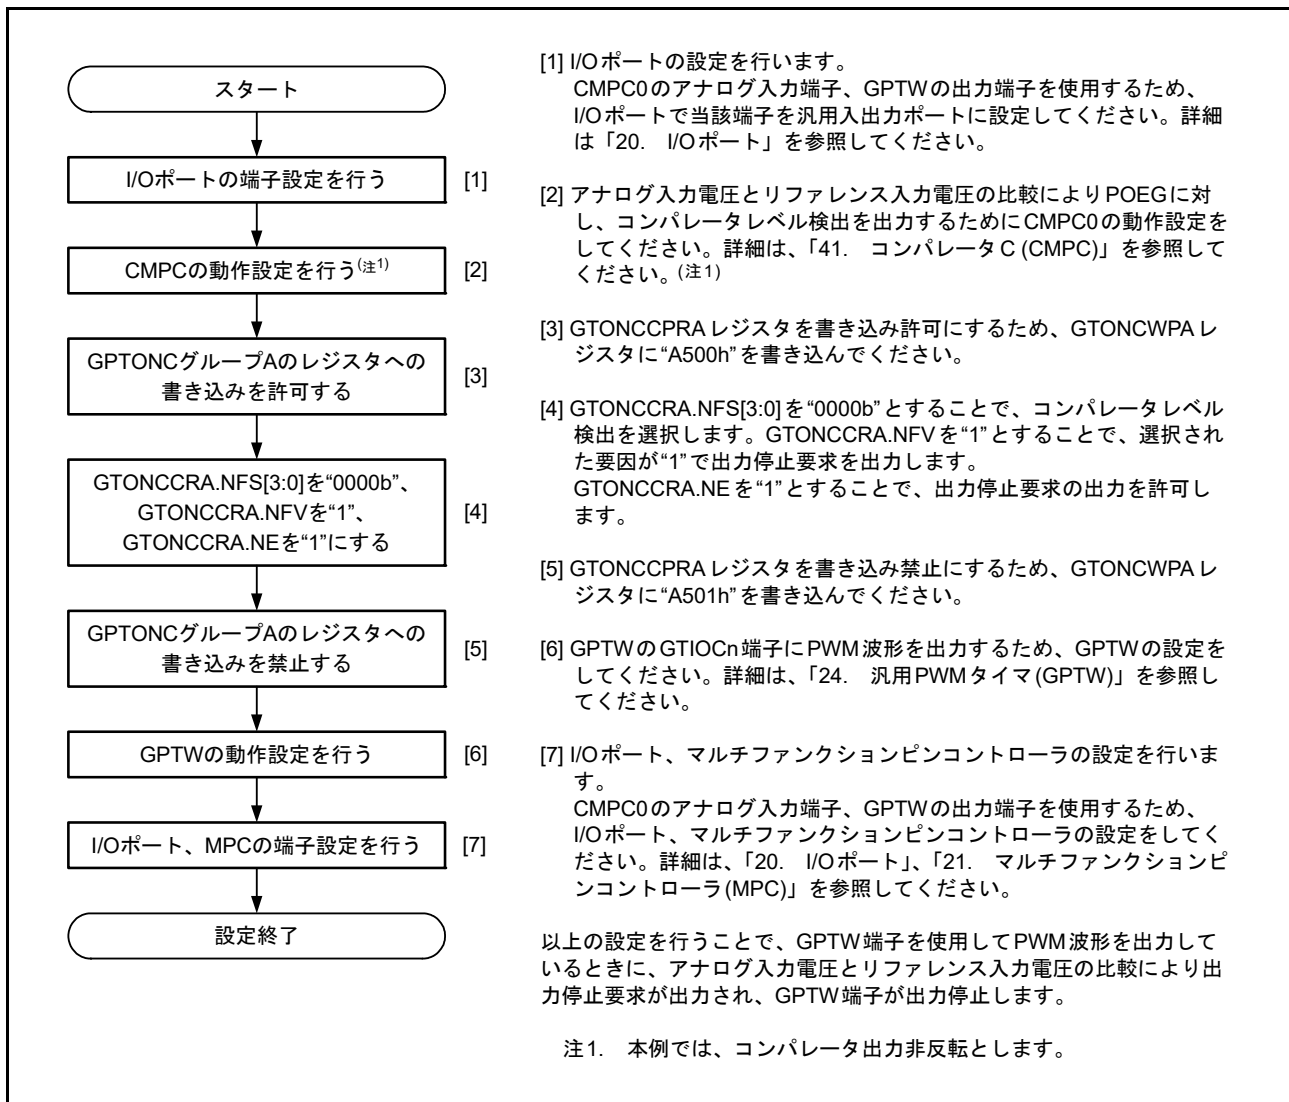 スタート
I/Oポートの端子設定を行う
[1]
CMPCの動作設定を行う(注1)
[2]
GPTONCグループAのレジスタへの
書き込みを許可する
[3]
GTONCCRA.NFS[3:0]を“0000b”、
GTONCCRA.NFVを“1”、
GTONCCRA.NEを“1”にする
[4]
GPTONCグループAのレジスタへの
書き込みを禁止する
[5]
GPTWの動作設定を行う
[6]
I/Oポート、MPCの端子設定を行う
[7]
設定終了
[1] I/Oポートの設定を行います。
CMPC0のアナログ入力端子、GPTWの出力端子を使用するため、
I/Oポートで当該端子を汎用入出力ポートに設定してください。詳細
は「20. I/Oポート」を参照してください。
[2] アナログ入力電圧とリファレンス入力電圧の比較によりPOEGに対
し、コンパレータレベル検出を出力するためにCMPC0の動作設定を
してください。詳細は、「41. コンパレータC (CMPC)」を参照して
ください。(注1)
[3] GTONCCPRAレジスタを書き込み許可にするため、GTONCWPAレ
ジスタに“A500h”を書き込んでください。
[4] GTONCCRA.NFS[3:0]を“0000b”とすることで、コンパレータレベル
検出を選択します。GTONCCRA.NFVを“1”とすることで、選択され
た要因が“1”で出力停止要求を出力します。
GTONCCRA.NEを“1”とすることで、出力停止要求の出力を許可し
ます。
[5] GTONCCPRAレジスタを書き込み禁止にするため、GTONCWPAレ
ジスタに“A501h”を書き込んでください。
[6] GPTWのGTIOCn端子にPWM波形を出力するため、GPTWの設定を
してください。詳細は、「24. 汎用PWMタイマ(GPTW)」を参照し
てください。
[7] I/Oポート、マルチファンクションピンコントローラの設定を行いま
す。
CMPC0のアナログ入力端子、GPTWの出力端子を使用するため、
I/Oポート、マルチファンクションピンコントローラの設定をしてく
ださい。詳細は、「20. I/Oポート」、「21. マルチファンクションピ
ンコントローラ(MPC)」を参照してください。
以上の設定を行うことで、GPTW端子を使用してPWM波形を出力して
いるときに、アナログ入力電圧とリファレンス入力電圧の比較により出
力停止要求が出力され、GPTW端子が出力停止します。
注1. 本例では、コンパレータ出力非反転とします。